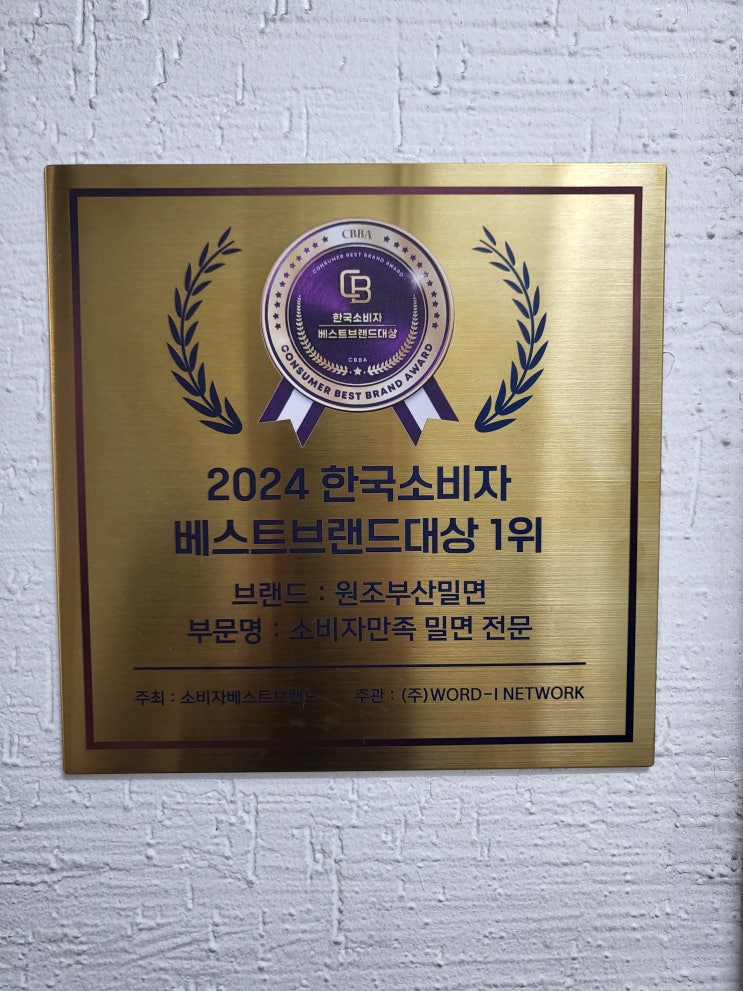 CBBA
CONSUMER BEST BRAND AWARD
CB
한국소비자
베스트브랜드대상
CBBA
CONSUMER BEST BRAND AWARD
2024 한국소비자
베스트브랜드대상 1위
브랜드 : 원조부산밀면
부문명 : 소비자만족 밀면 전문
주최 : 소비자베스트브랜드 주관 : (주)WORD-I NETWORK